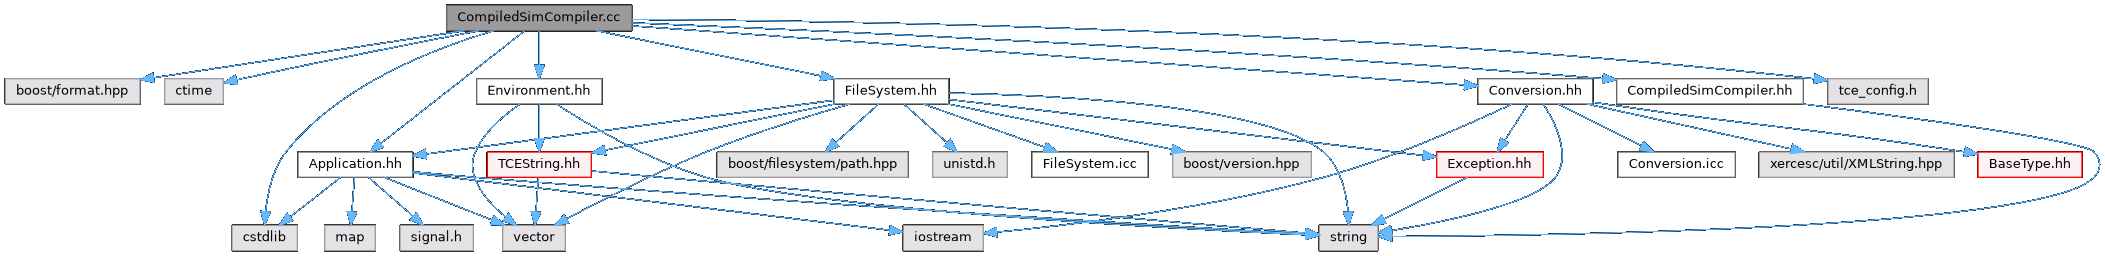 CompiledSimCompiler.cc
boost/format.hpp
ctime
Environment.hh
FileSystem.hh
Conversion.hh
CompiledSimCompiler.hh
tce_config.h
Application.hh
TCEString.hh
boost/filesystem/path.hpp
unistd.h
FileSystem.icc
boost/version.hpp
Exception.hh
Conversion.icc
xercesc/util/XMLString.hpp
BaseType.hh
cstdlib
map
signal.h
vector
iostream
string